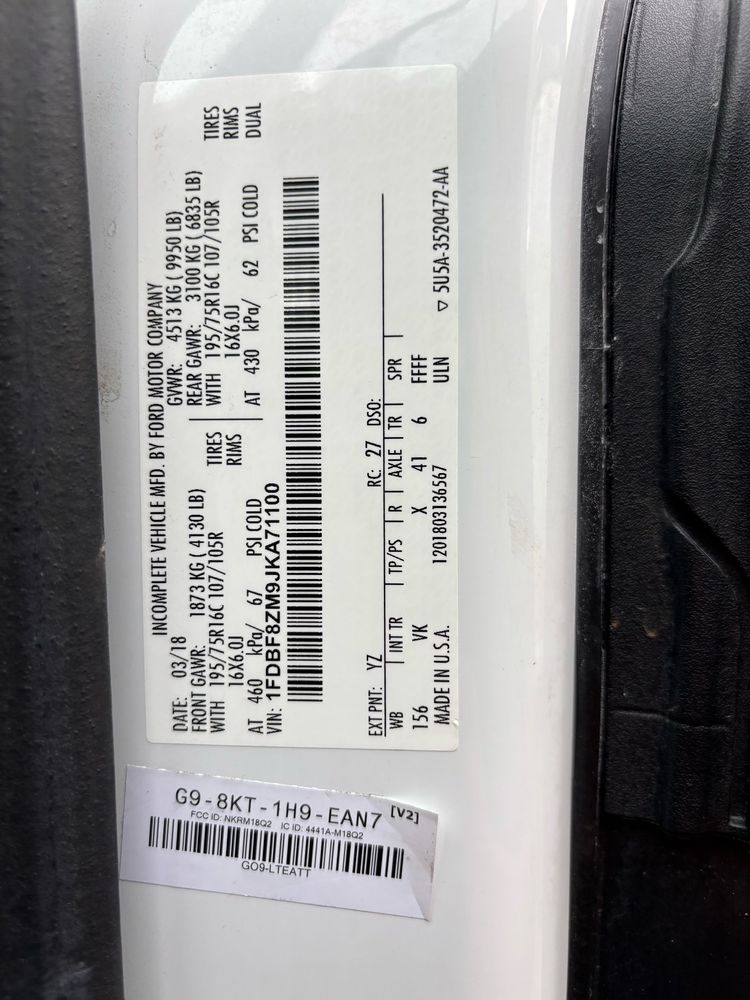 INCOMPLETE VEHICLE MFD. BY FORD MOTOR COMPANY
DATE: 03/18 GVWR: 4513 KG ( 9950 LB)
FRONT GAWR: 1873 KG ( 4130 LB) REAR GAWR: 3100 KG ( 6835 LB)
WITH 195/75R16C 107/105R TIRES WITH 195/75R16C 107/105R TIRES
16X6.0J RIMS 16X6.0J RIMS
AT 460 kPa/ 67 PSI COLD AT 430 kPa/ 62 PSI COLD DUAL
VIN: 1FDBF8ZM9JKA71100
EXT PNT: YZ RC: 27 DSO:
WB INT TR TP/PS R AXLE TR SPR
156 VK X 41 6 FFFF
MADE IN U.S.A. 1201803136567 ULN ▽ 5U5A-3520472-AA
G9-8KT-1H9-EAN7 [V2]
FCC ID: NKRM18Q2 IC ID: 4441A-M18Q2
GO9-LTEATT